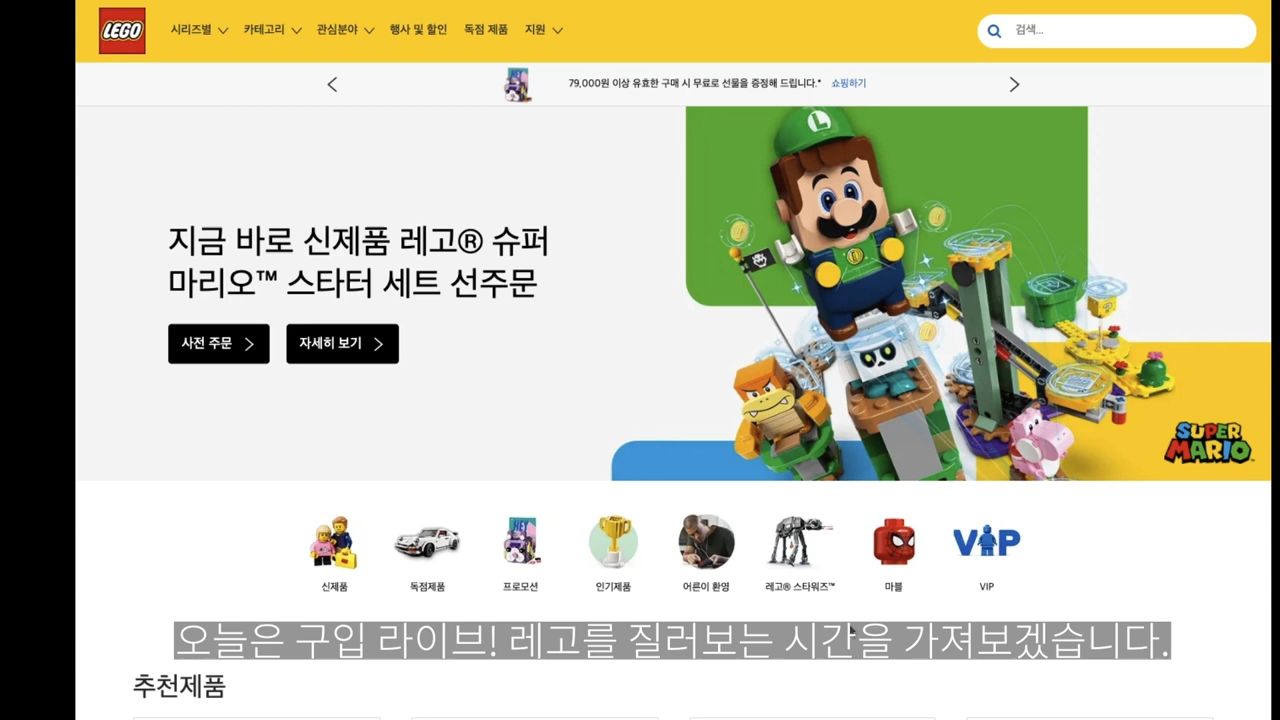 LEGO
시리즈별
카테고리
관심분야
행사 및 할인
독점 제품
지원
검색...
79,000원 이상 유효한 구매 시 무료로 선물을 증정해 드립니다.* 쇼핑하기
지금 바로 신제품 레고® 슈퍼
마리오™ 스타터 세트 선주문
사전 주문
자세히 보기
L
SUPER
MARIO™
HEY
VIP
신제품
독점제품
프로모션
인기제품
어른이 환영
레고® 스타워즈™
마블
VIP
오늘은 구입 라이브! 레고를 질러보는 시간을 가져보겠습니다.
추천제품